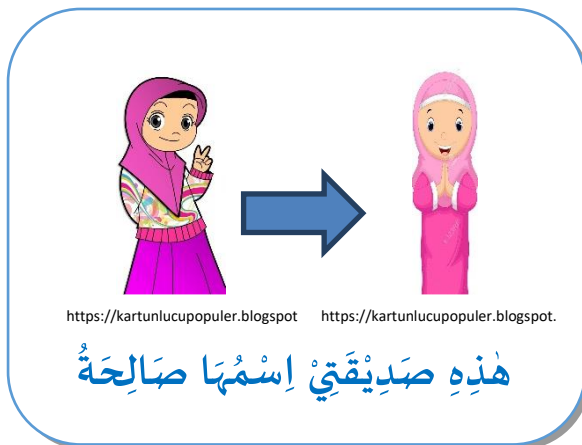 https://kartunlucupopuler.blogspot
https://kartunlucupopuler.blogspot.
هٰذِهِ صَدِيْقَتِيْ اِسْمُهَا صَالِحَةُ